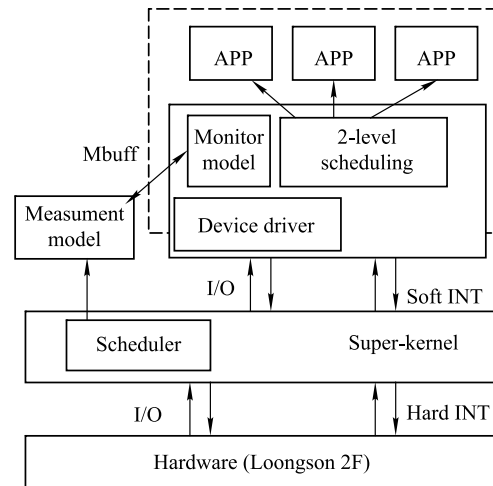 APP
APP
APP
Monitor
model
2-level
scheduling
Mbuff
Measument
model
Device driver
I/O
Soft INT
Scheduler
Super-kernel
I/O
Hard INT
Hardware (Loongson 2F)